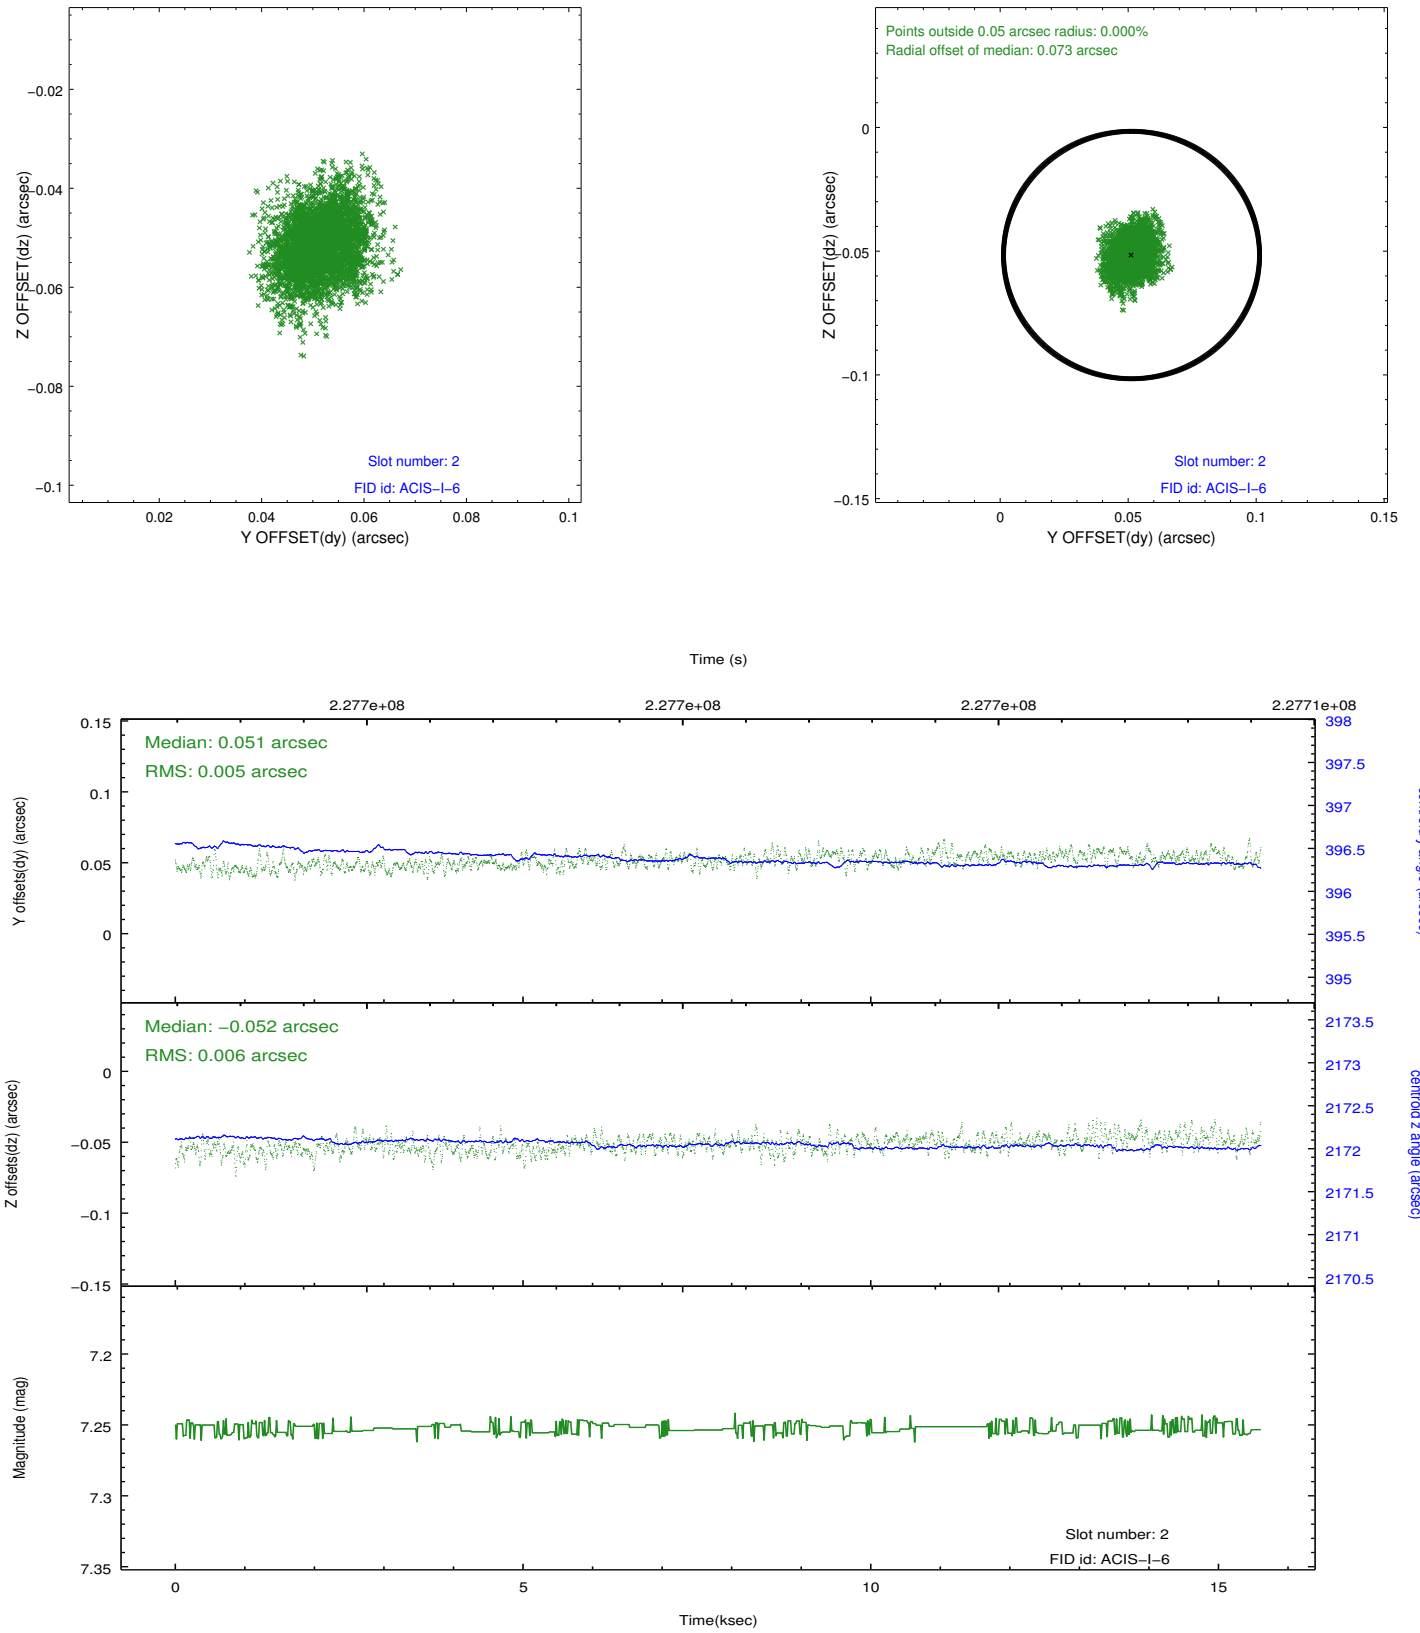 −0.02
−0.04
−0.06
−0.08
−0.1
Z OFFSET(dz) (arcsec)
Slot number: 2
FID id: ACIS−I−6
0.02 0.04 0.06 0.08 0.1
Y OFFSET(dy) (arcsec)
Points outside 0.05 arcsec radius: 0.000%
Radial offset of median: 0.073 arcsec
0
−0.05
−0.1
−0.15
Z OFFSET(dz) (arcsec)
Slot number: 2
FID id: ACIS−I−6
0 0.05 0.1 0.15
Y OFFSET(dy) (arcsec)
Time (s)
2.277e+08 2.277e+08 2.277e+08 2.2771e+08
Median: 0.051 arcsec
RMS: 0.005 arcsec
0.15
0.1
0.05
0
Y offsets(dy) (arcsec)
398
397.5
397
396.5
396
395.5
395
Median: −0.052 arcsec
RMS: 0.006 arcsec
0
−0.05
−0.1
−0.15
Z offsets(dz) (arcsec)
2173.5
2173
2172.5
2172
2171.5
2171
2170.5
centroid z angle (arcsec)
7.2
7.25
7.3
7.35
Magnitude (mag)
Slot number: 2
FID id: ACIS−I−6
0 5 10 15
Time(ksec)